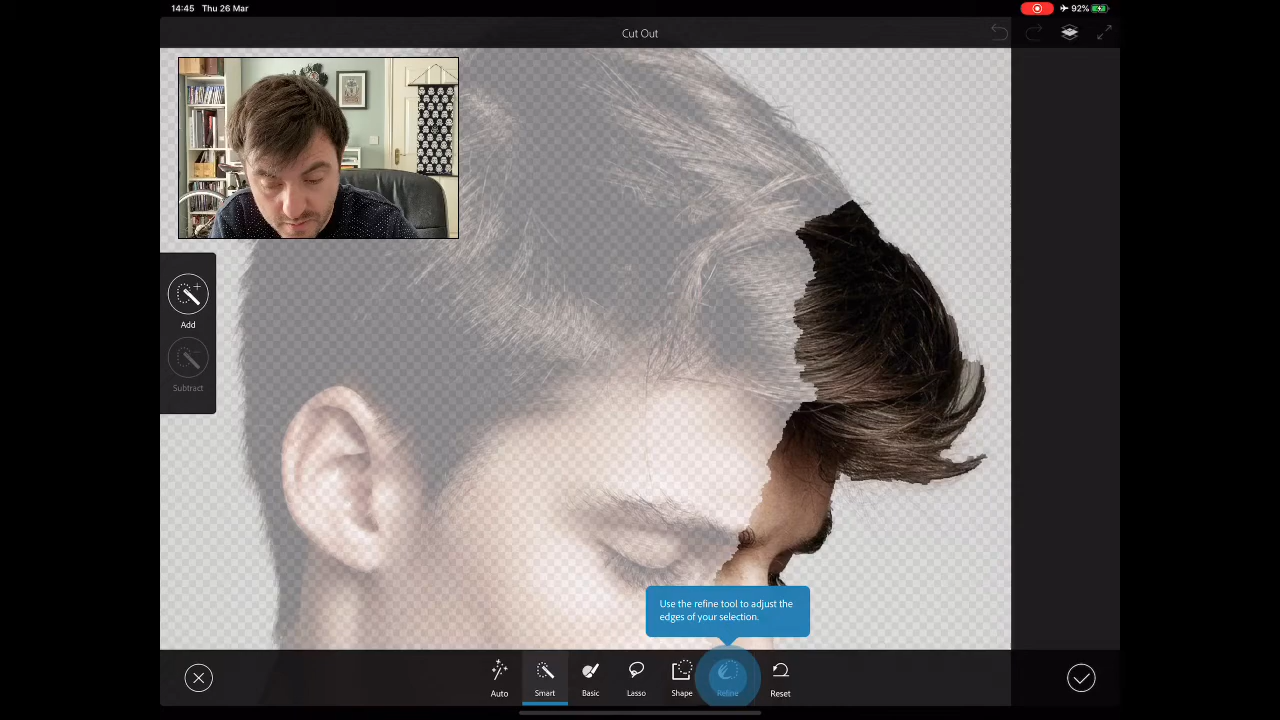 14:45 Thu 26 Mar
92%
Cut Out
Add
Subtract
Use the refine tool to adjust the
edges of your selection.
Auto
Smart
Basic
Lasso
Shape
Refine
Reset